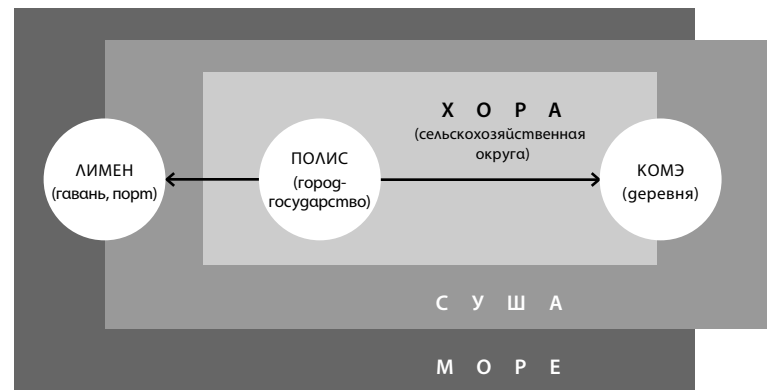 ЛИМЕН
(гавань, порт)
ПОЛИС
(город-
государство)
Х О Р А
(сельскохозяйственная
округа)
КОМЭ
(деревня)
С У Ш А
М О Р Е